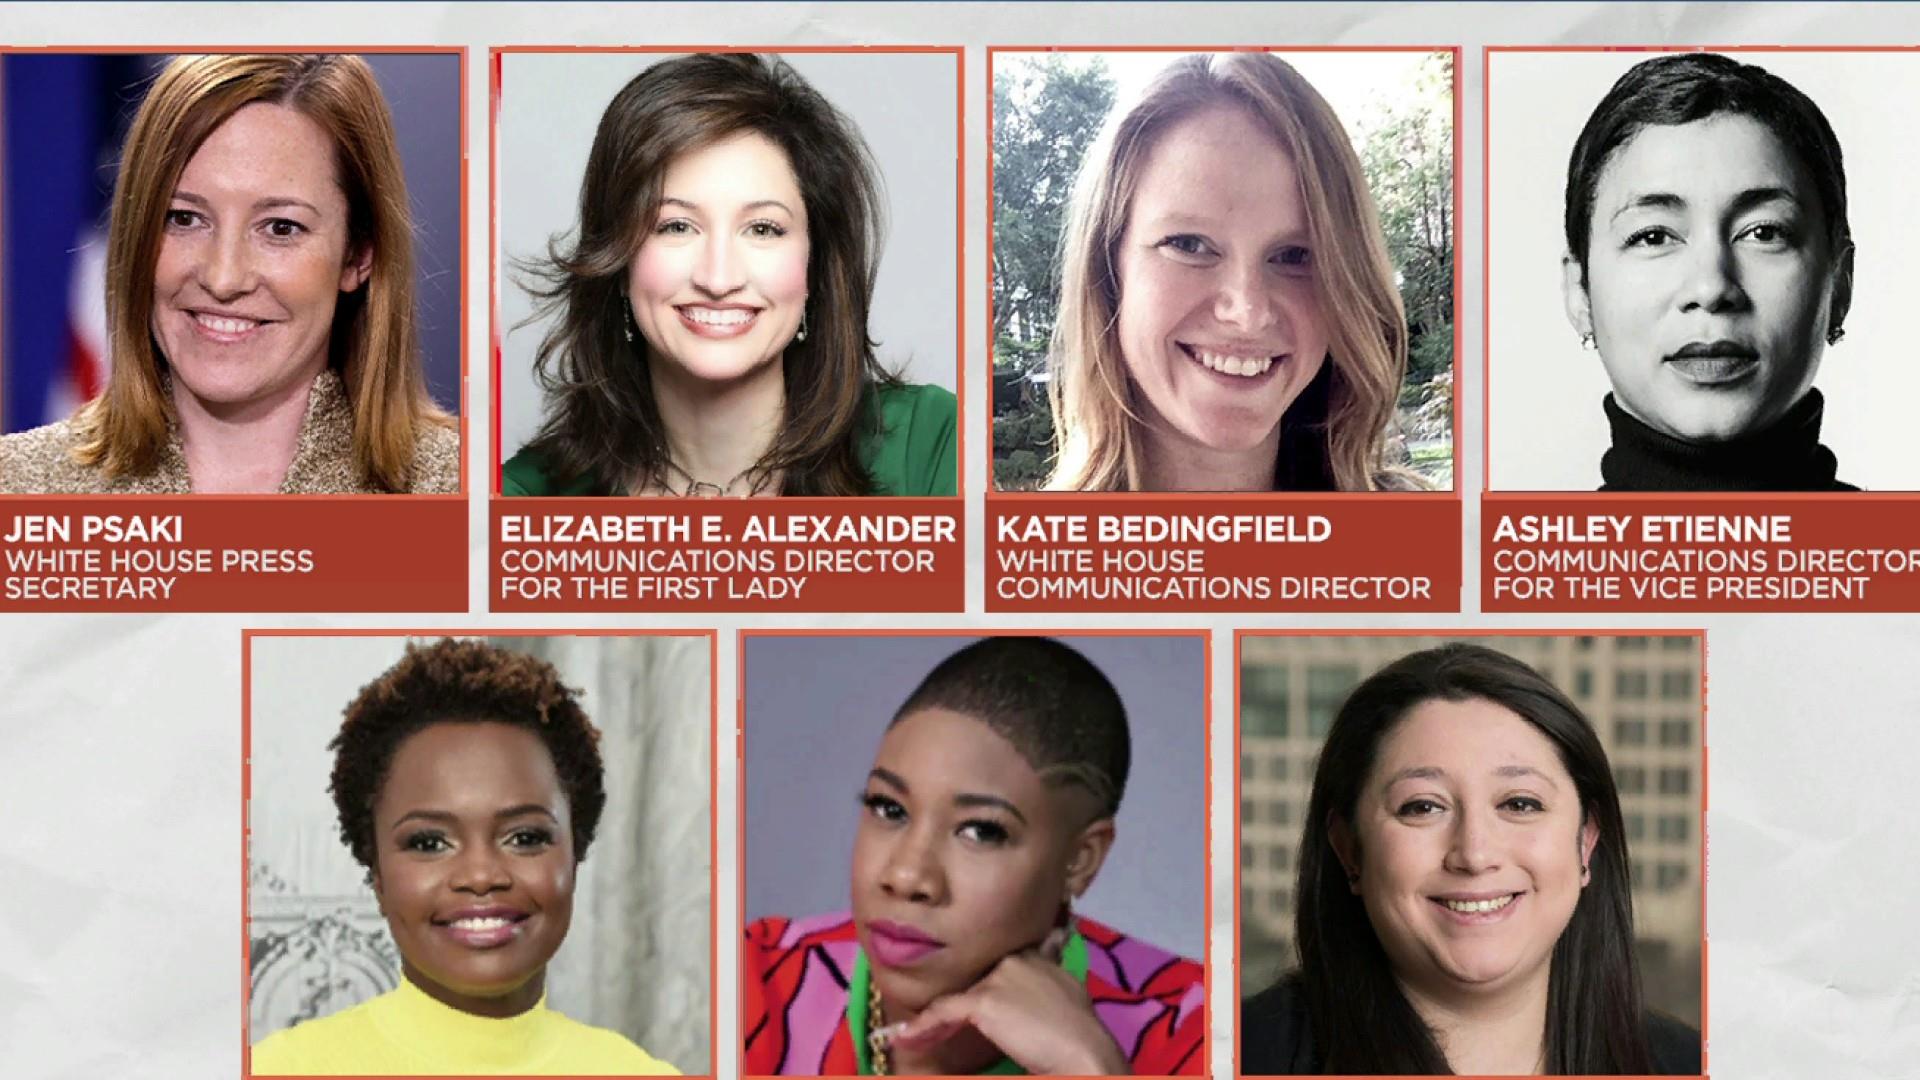 JEN PSAKI
WHITE HOUSE PRESS
SECRETARY
ELIZABETH E. ALEXANDER
COMMUNICATIONS DIRECTOR
FOR THE FIRST LADY
KATE BEDINGFIELD
WHITE HOUSE
COMMUNICATIONS DIRECTOR
ASHLEY ETIENNE
COMMUNICATIONS DIRECTOR
FOR THE VICE PRESIDENT